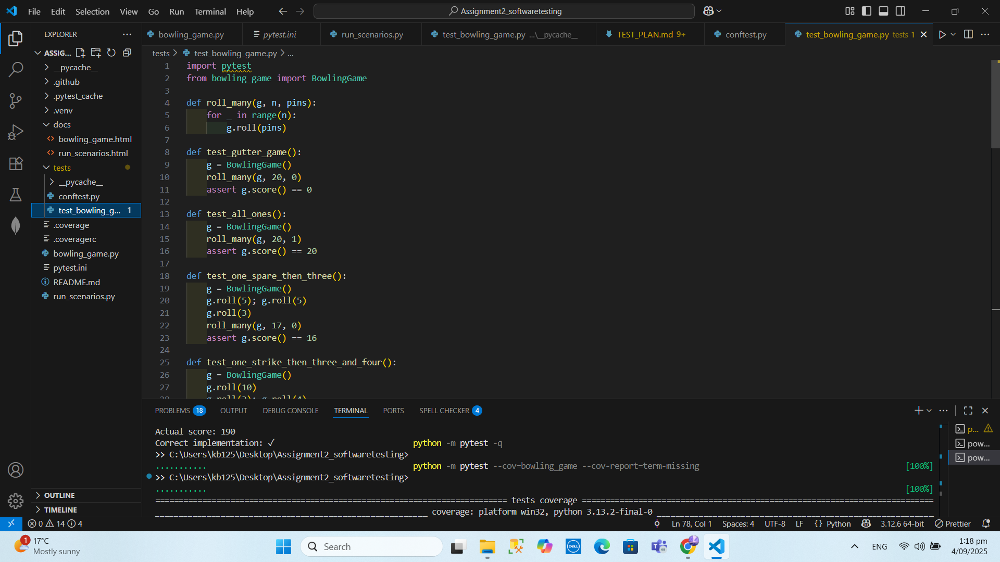 File Edit Selection View Go Run Terminal Help
Assignment2_softwaretesting
EXPLORER
ASSIG...
__pycache__
.github
.pytest_cache
.venv
docs
bowling_game.html
run_scenarios.html
tests
__pycache__
conftest.py
test_bowling_g... 1
.coverage
.coveragerc
bowling_game.py
pytest.ini
README.md
run_scenarios.py
OUTLINE
TIMELINE
bowling_game.py pytest.ini run_scenarios.py test_bowling_game.py ...\__pycache__ TEST_PLAN.md 9+ conftest.py test_bowling_game.py tests 1
tests > test_bowling_game.py > ...
1 import pytest
2 from bowling_game import BowlingGame
3
4 def roll_many(g, n, pins):
5 for _ in range(n):
6 g.roll(pins)
7
8 def test_gutter_game():
9 g = BowlingGame()
10 roll_many(g, 20, 0)
11 assert g.score() == 0
12
13 def test_all_ones():
14 g = BowlingGame()
15 roll_many(g, 20, 1)
16 assert g.score() == 20
17
18 def test_one_spare_then_three():
19 g = BowlingGame()
20 g.roll(5); g.roll(5)
21 g.roll(3)
22 roll_many(g, 17, 0)
23 assert g.score() == 16
24
25 def test_one_strike_then_three_and_four():
26 g = BowlingGame()
27 g.roll(10)
28 g.roll(3); g.roll(4)
PROBLEMS 18 OUTPUT DEBUG CONSOLE TERMINAL PORTS SPELL CHECKER 4
Actual score: 190
Correct implementation: ✓ python -m pytest -q
>> C:\Users\kb125\Desktop\Assignment2_softwaretesting>
........... python -m pytest --cov=bowling_game --cov-report=term-missing [100%]
>> C:\Users\kb125\Desktop\Assignment2_softwaretesting>
........... [100%]
tests coverage
coverage: platform win32, python 3.13.2-final-0
p...
pow...
pow...
0 14 4 Ln 78, Col 1 Spaces: 4 UTF-8 LF {} Python 3.12.6 64-bit Prettier
1
17°C
Mostly sunny
Search
DELL
ENG
1:18 pm
4/09/2025